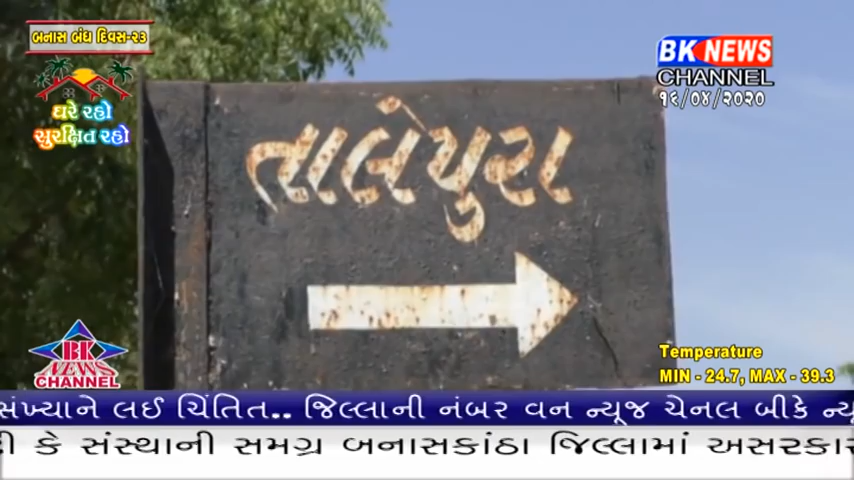 બનાસ બંધ દિવસ-૨૩
ઘરે રહો
સુરક્ષિત રહો
BK NEWS
CHANNEL
૧૯/૦૪/૨૦૨૦
તાલેપુરા
BK
NEWS
CHANNEL
Temperature
MIN - 24.7, MAX - 39.3
સંખ્યાને લઈ ચિંતિત.. જિલ્લાની નંબર વન ન્યૂજ ચેનલ બીકે
કે સંસ્થાની સમગ્ર બનાસકાંઠા જિલ્લામાં